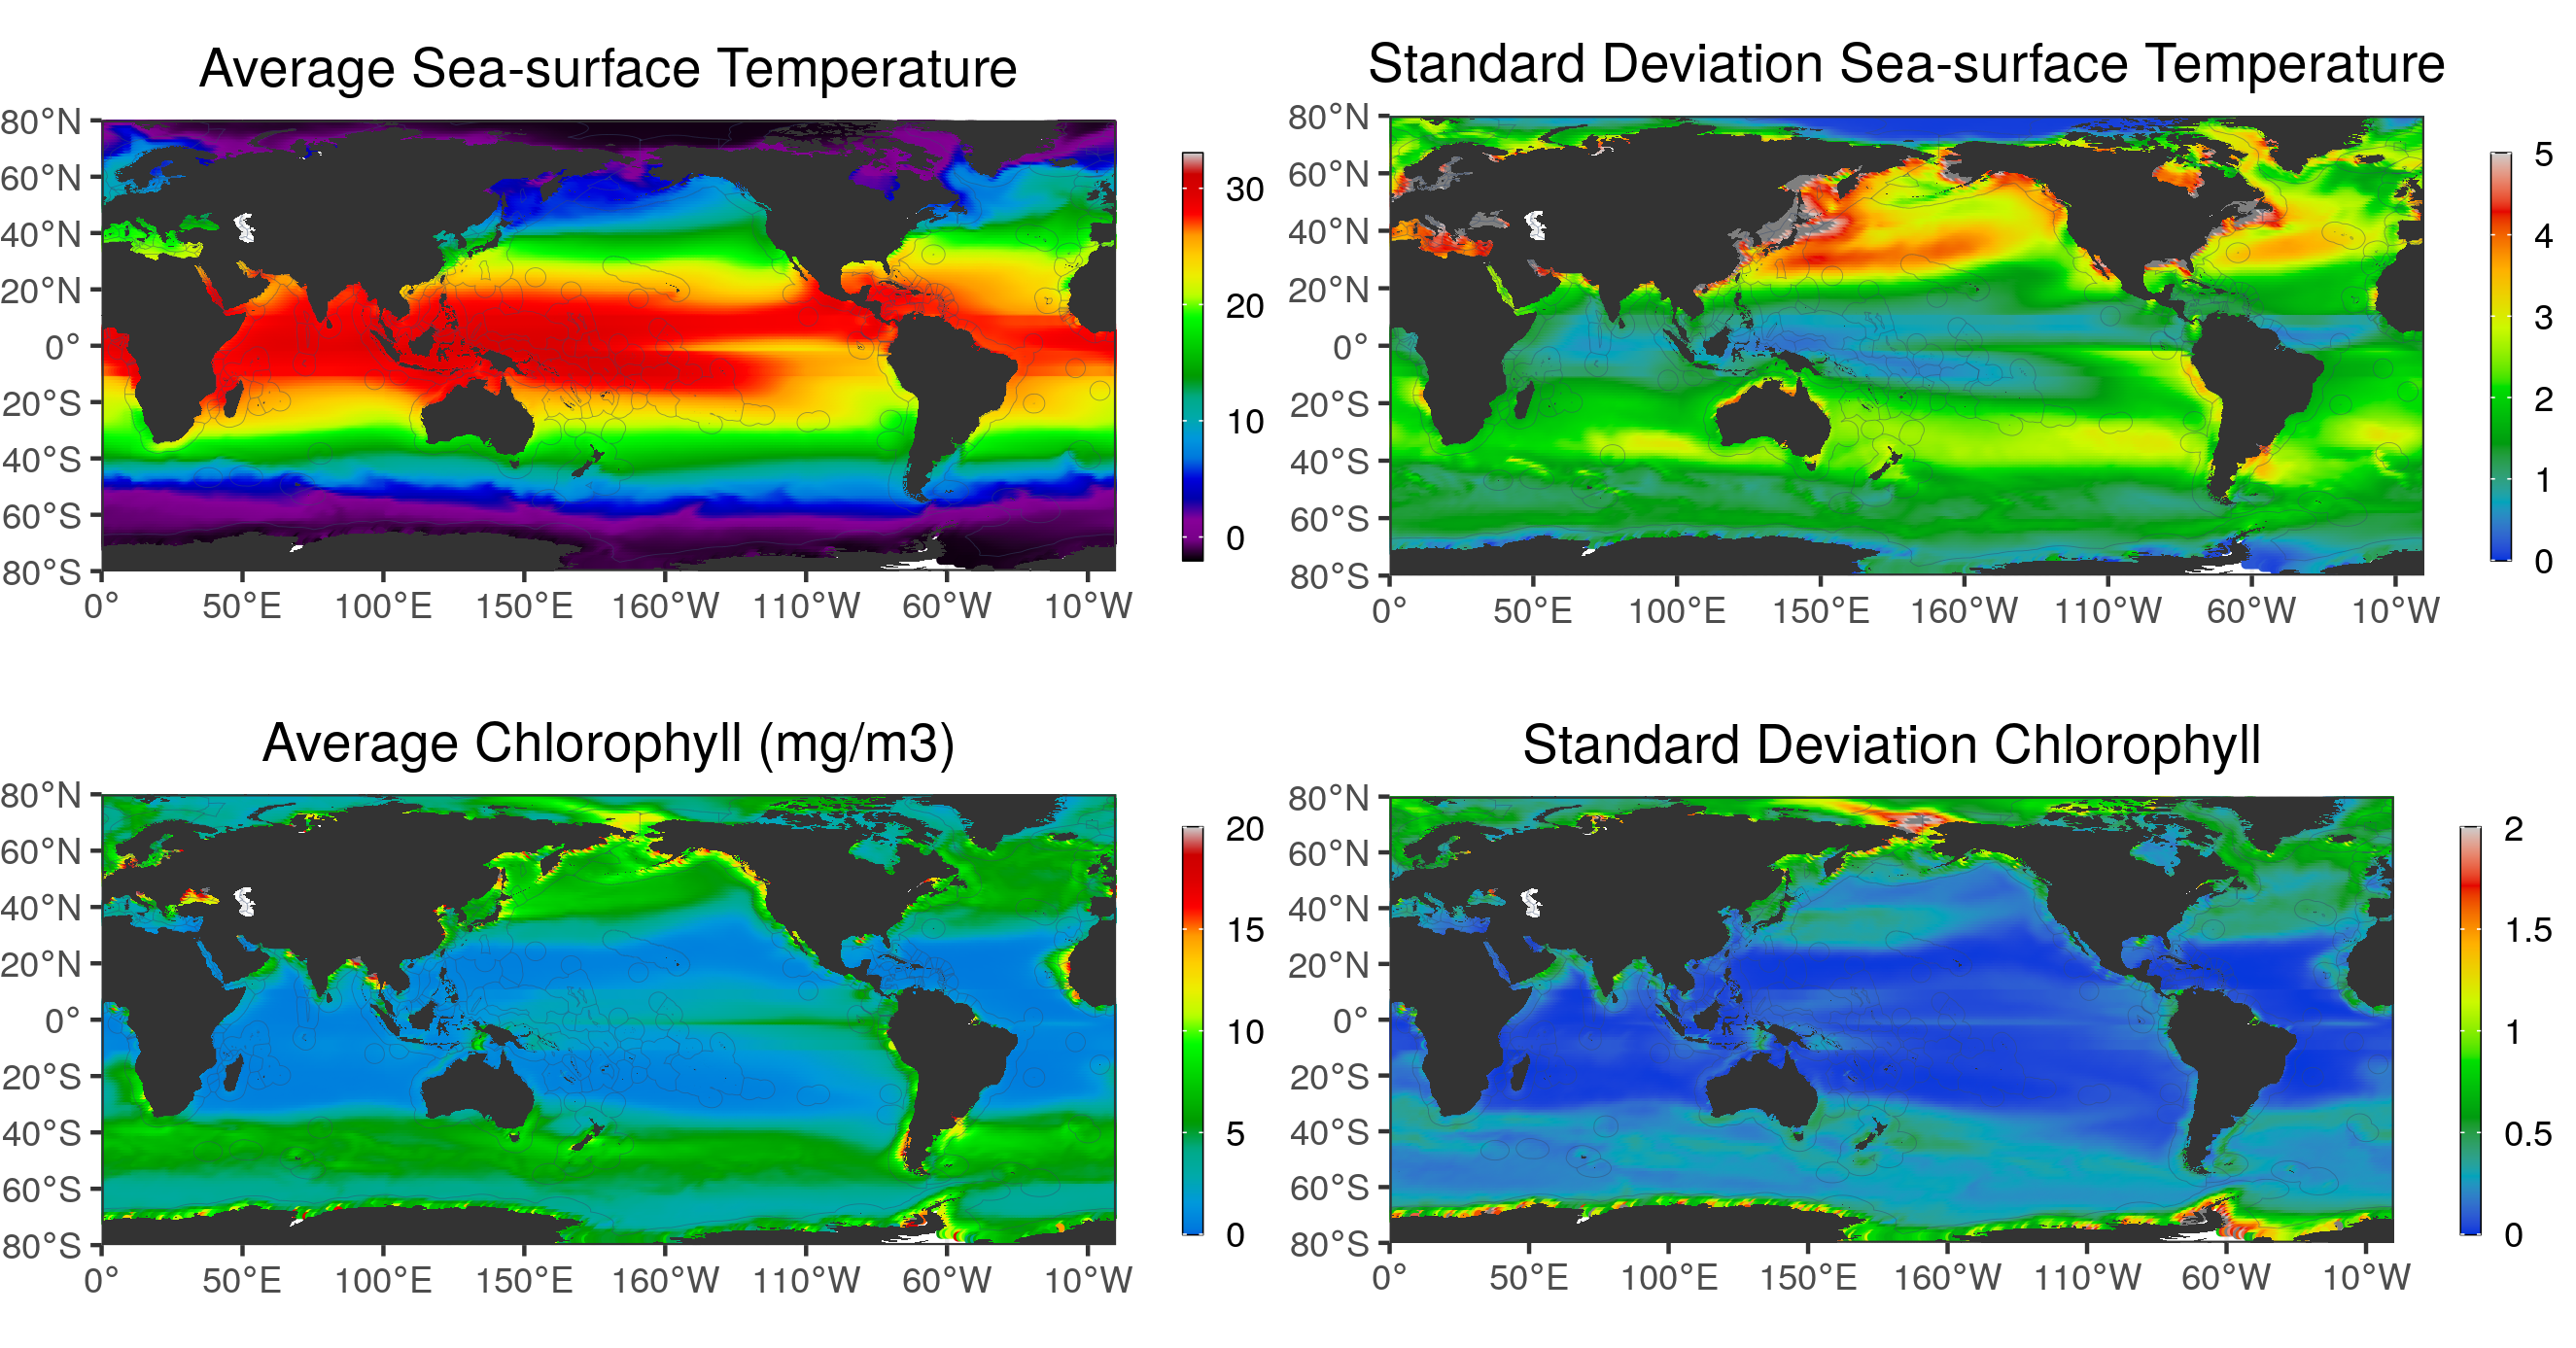 Average Sea-surface Temperature
80°N
60°N
40°N
20°N
0°
20°S
40°S
60°S
80°S
0° 50°E 100°E 150°E 160°W 110°W 60°W 10°W
30
20
10
0
Standard Deviation Sea-surface Temperature
80°N
60°N
40°N
20°N
0°
20°S
40°S
60°S
80°S
0° 50°E 100°E 150°E 160°W 110°W 60°W 10°W
5
4
3
2
1
0
Average Chlorophyll (mg/m3)
80°N
60°N
40°N
20°N
0°
20°S
40°S
60°S
80°S
0° 50°E 100°E 150°E 160°W 110°W 60°W 10°W
20
15
10
5
0
Standard Deviation Chlorophyll
80°N
60°N
40°N
20°N
0°
20°S
40°S
60°S
80°S
0° 50°E 100°E 150°E 160°W 110°W 60°W 10°W
2
1.5
1
0.5
0